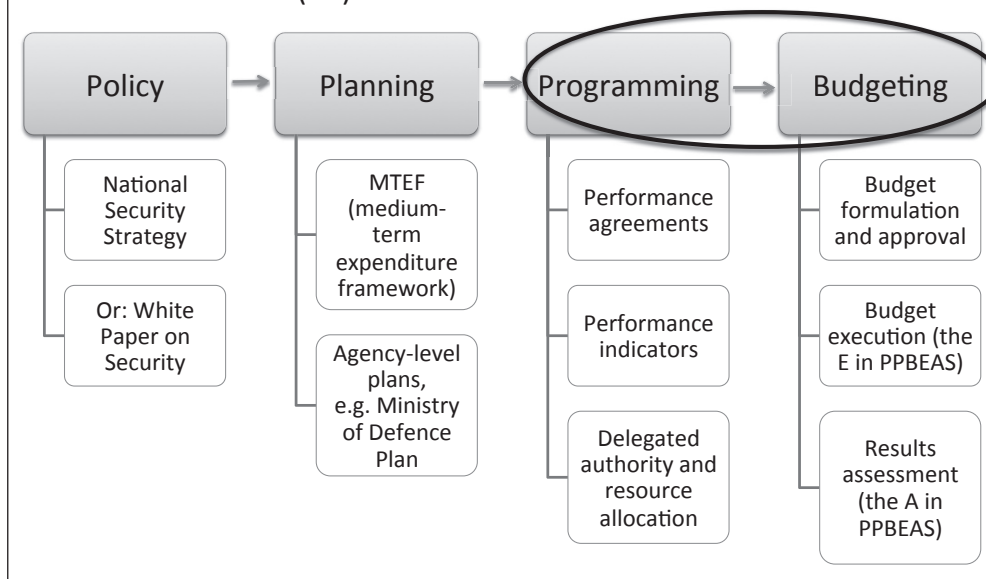 Policy
Planning
Programming
Budgeting
National
Security
Strategy
Or: White
Paper on
Security
MTEF
(medium-
term
expenditure
framework)
Agency-level
plans,
e.g. Ministry
of Defence
Plan
Performance
agreements
Performance
indicators
Delegated
authority and
resource
allocation
Budget
formulation
and approval
Budget
execution (the
E in PPBEAS)
Results
assessment
(the A in
PPBEAS)